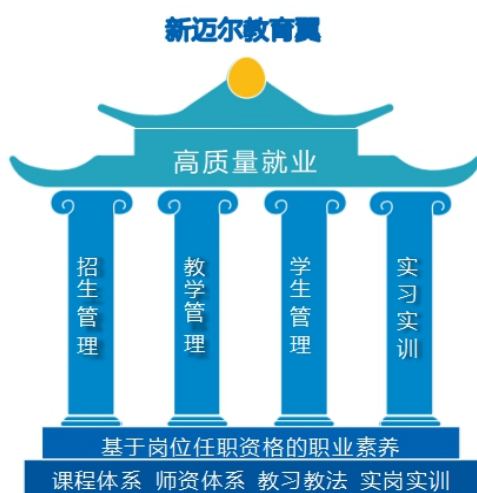 新迈尔教育翼
高质量就业
招生管理
教学管理
学生管理
实习实训
基于岗位任职资格的职业素养
课程体系 师资体系 教习教法 实岗实训